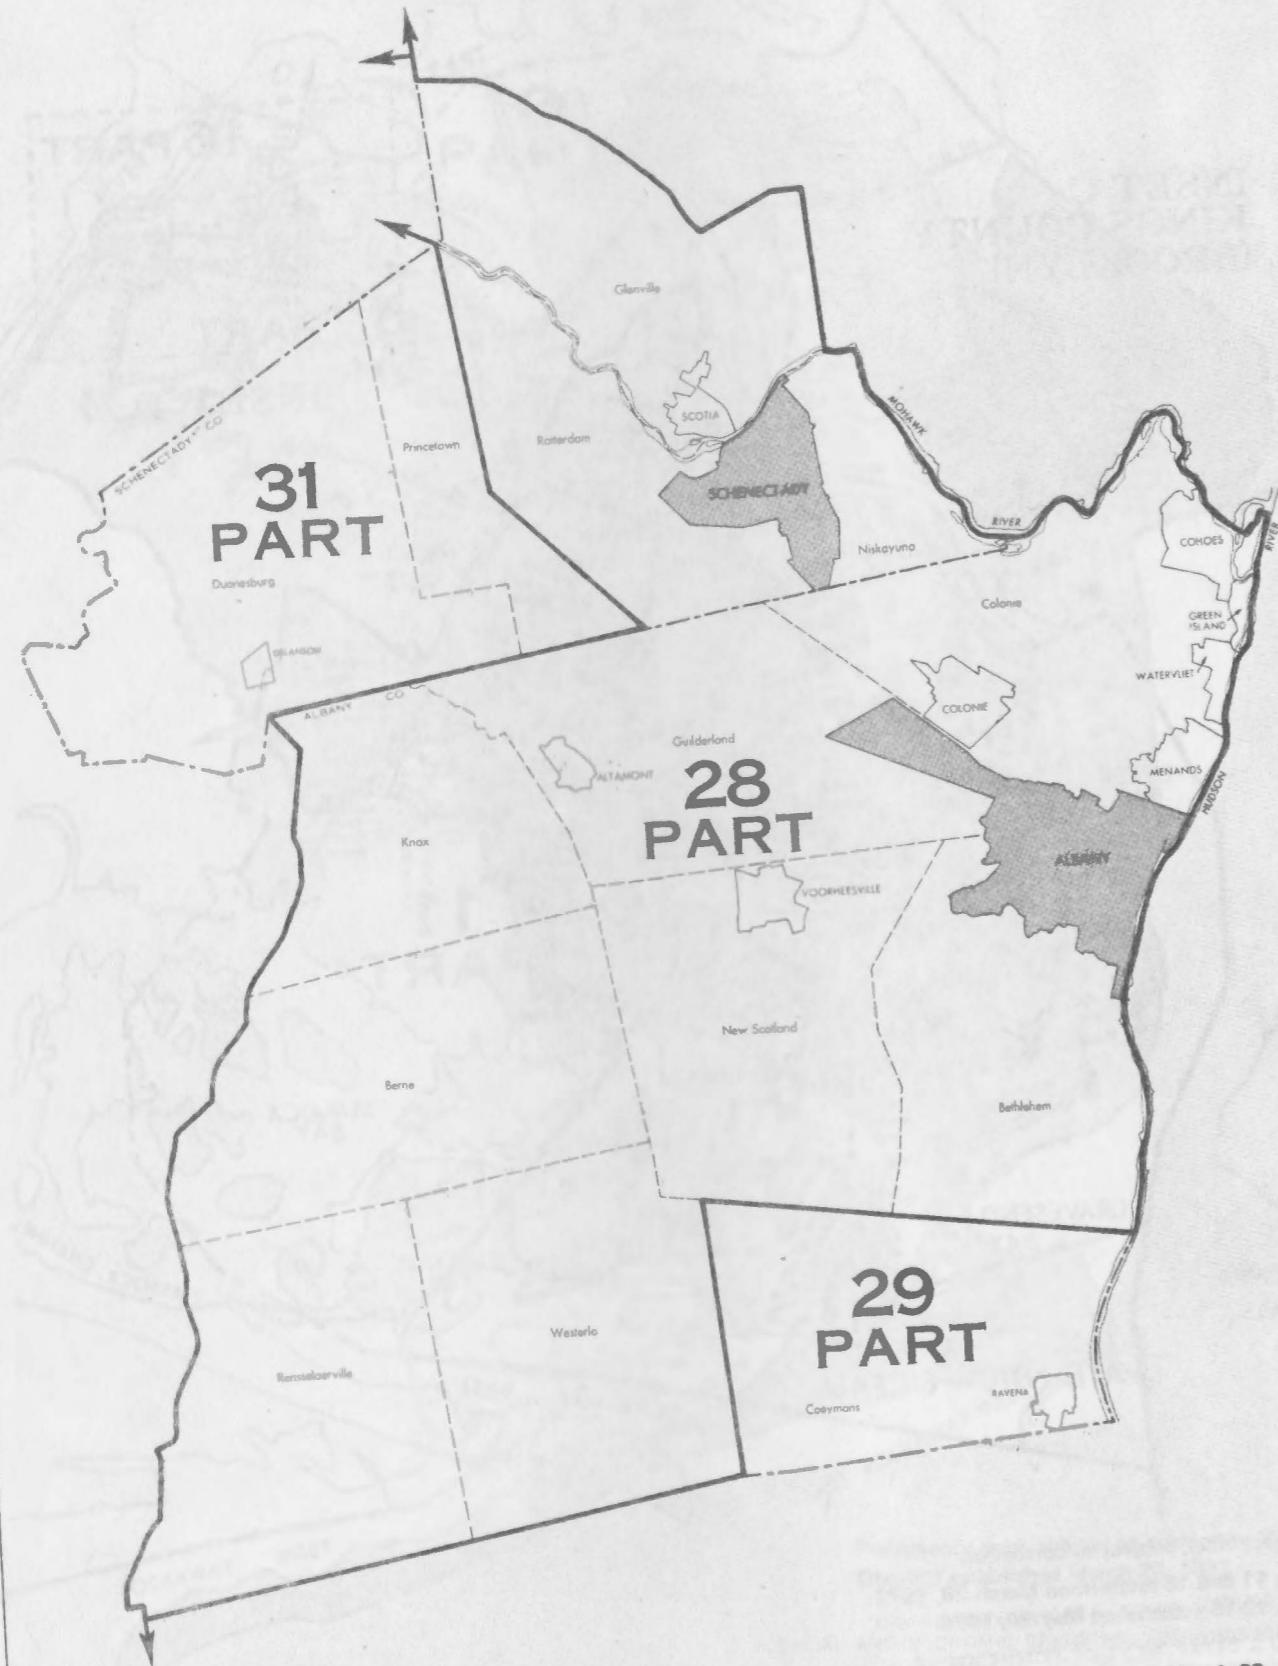 Glenville
SCOTIA
MOHAWK
SCHENECTADY CO
Princetown
Rotterdam
31
PART
SCHENECTADY
RIVER
Niskayuna
COHOES
RIVER
Duanesburg
Colonie
GREEN
ISLAND
DELANSON
WATERVLIET
ALBANY CO
COLONIE
Guilderland
ALTAMONT
MENANDS
28
PART
HUDSON
Knox
ALBANY
VOORHEESVILLE
New Scotland
Berne
Bethlehem
29
PART
Westerlo
Rensselaerville
RAVENA
Coeymans